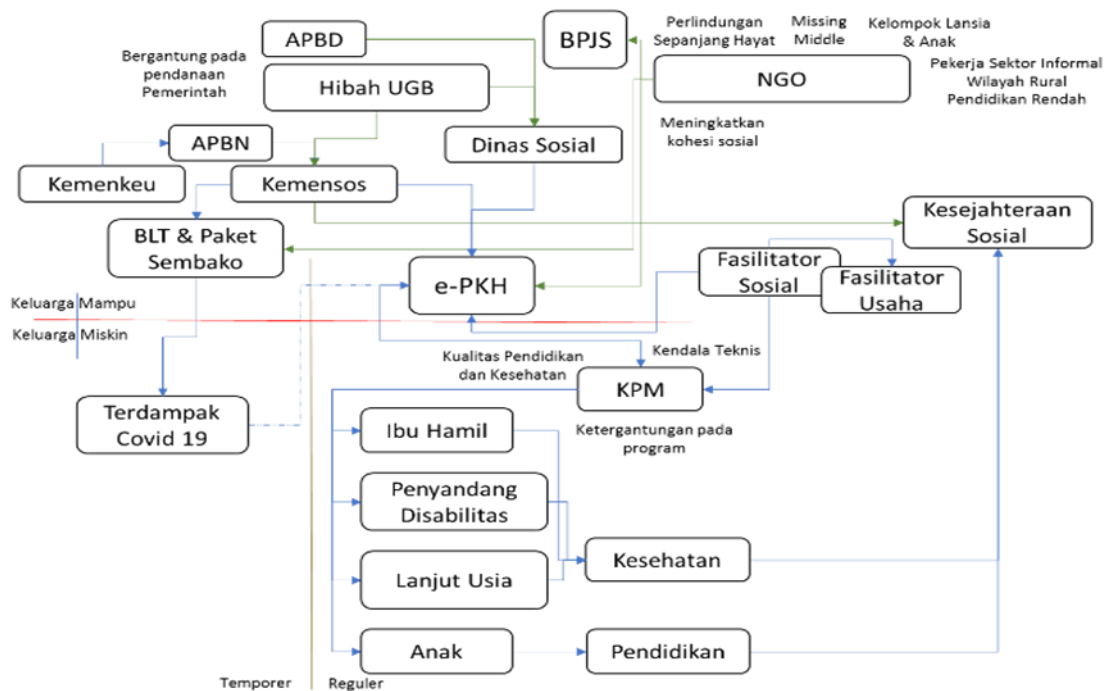 APBD
BPJS
Perlindungan
Sepanjang Hayat
Missing
Middle
Kelompok Lansia
& Anak
Bergantung pada
pendanaan
Pemerintah
Hibah UGB
NGO
Pekerja Sektor Informal
Wilayah Rural
Pendidikan Rendah
APBN
Dinas Sosial
Meningkatkan
kohesi sosial
Kemenkeu
Kemensos
BLT & Paket
Sembako
Kesejahteraan
Sosial
e-PKH
Fasilitator
Sosial
Fasilitator
Usaha
Keluarga Mampu
Keluarga Miskin
Kualitas Pendidikan
dan Kesehatan
Kendala Teknis
KPM
Terdampak
Covid 19
Ibu Hamil
Ketergantungan pada
program
Penyandang
Disabilitas
Kesehatan
Lanjut Usia
Anak
Pendidikan
Temporer
Reguler